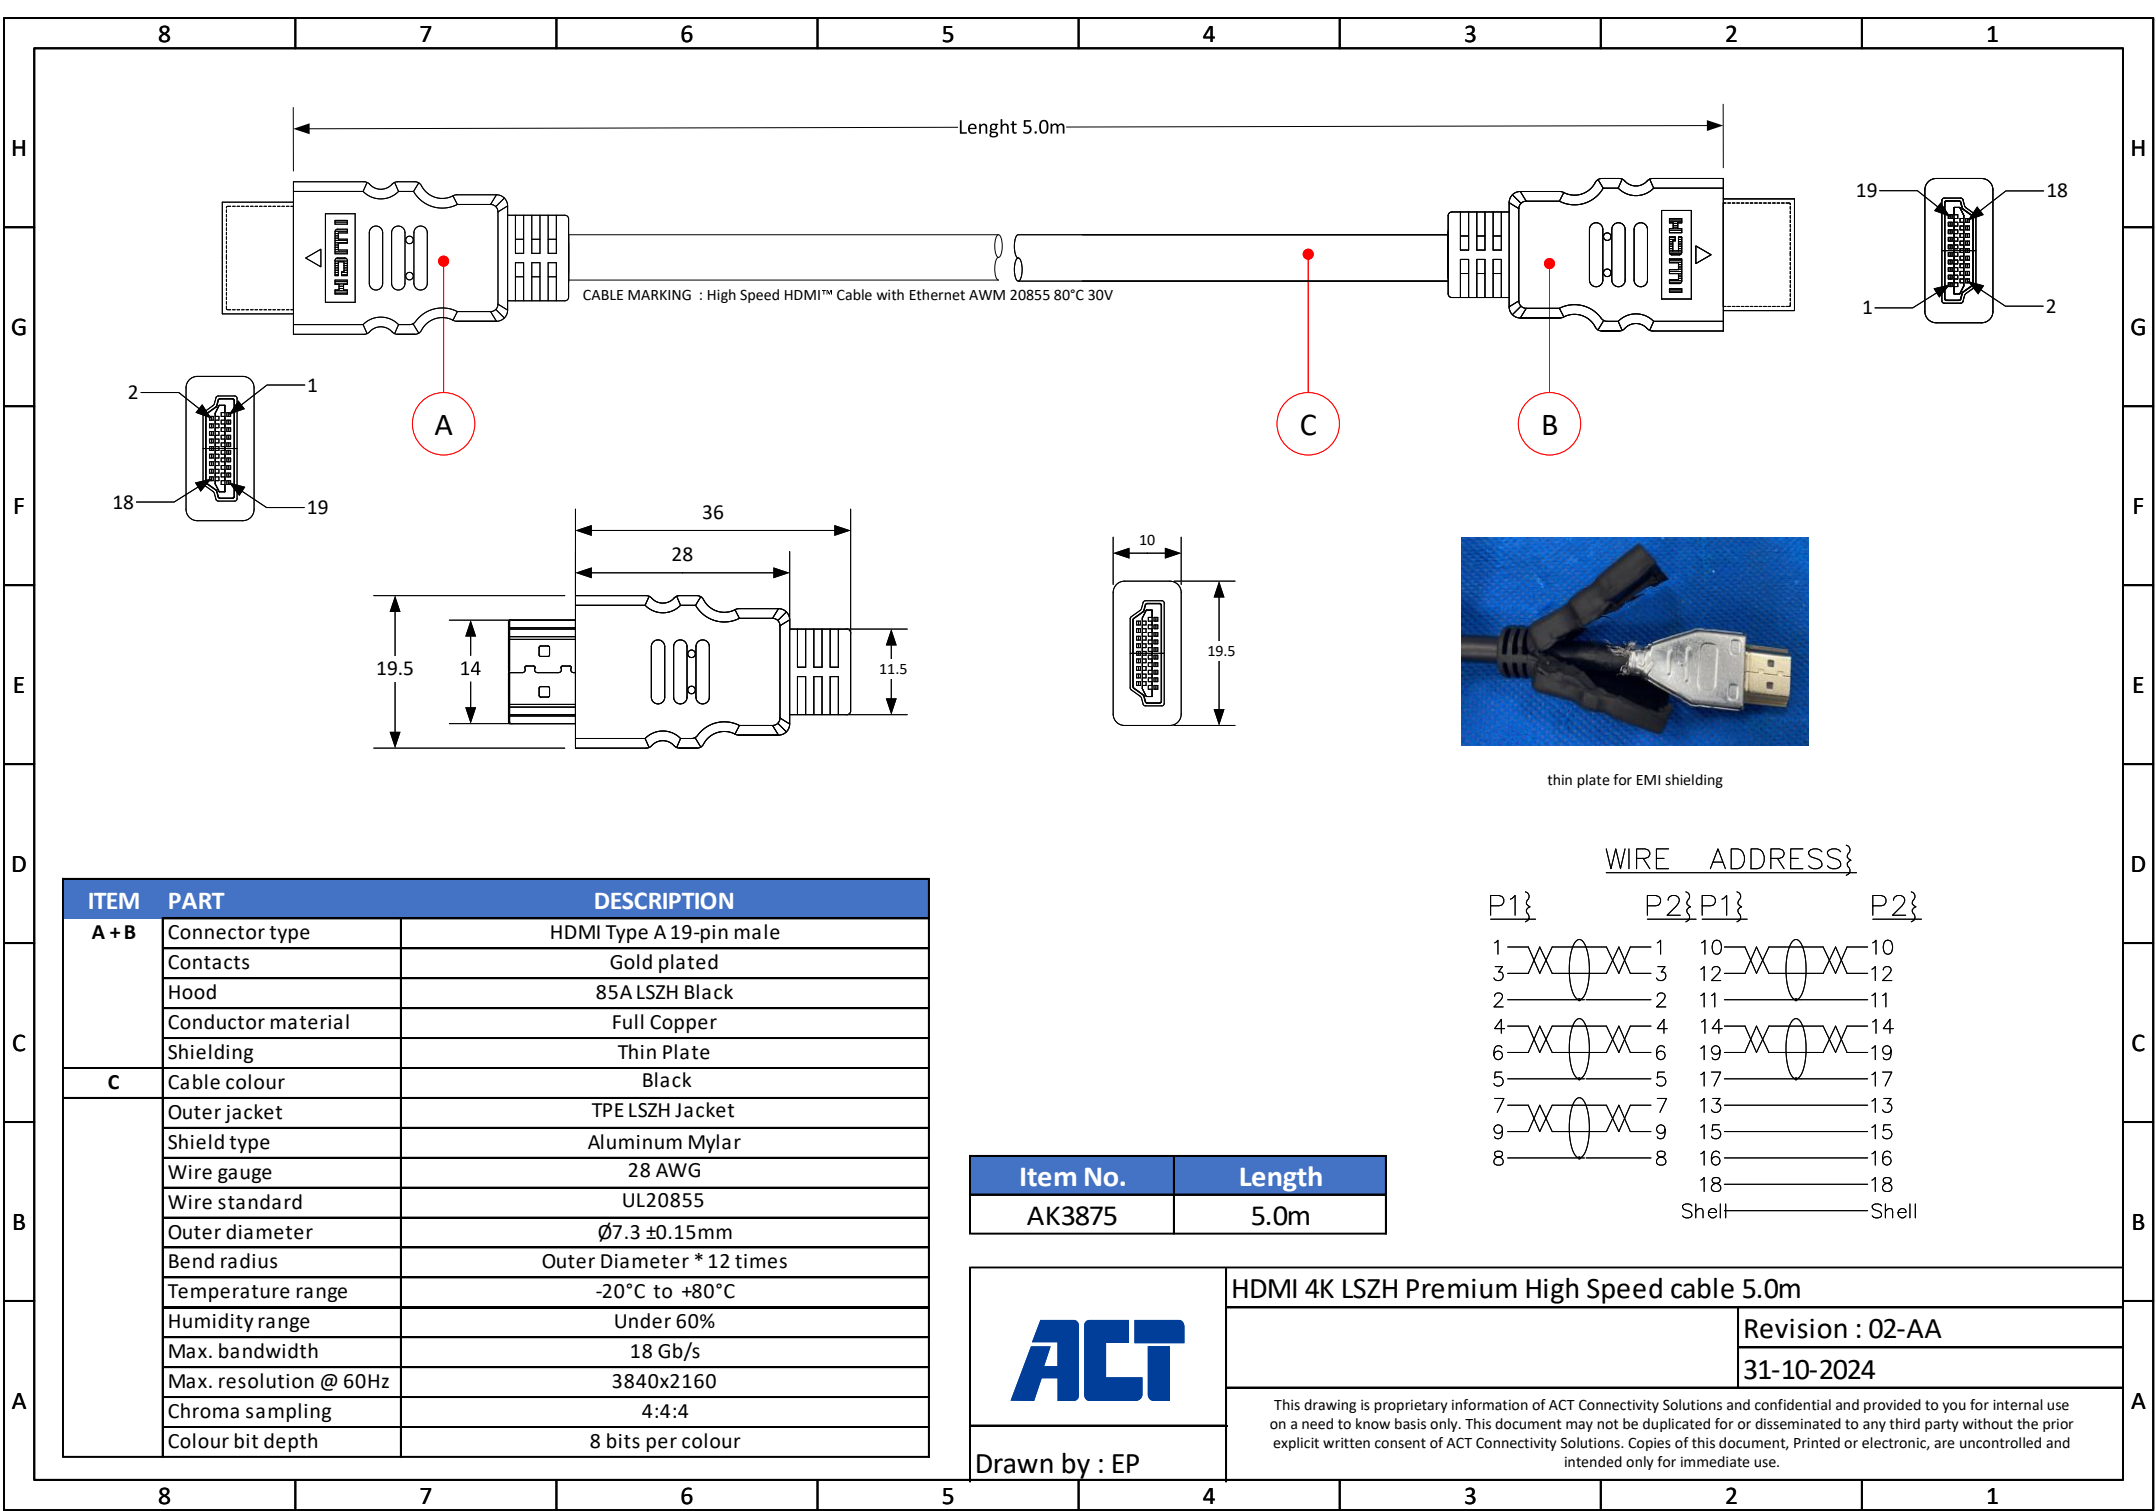 8 7 6 5 4 3 2 1
H H
G G
F F
E E
D D
C C
B B
A A
Lenght 5.0m
HDMI
HDMI
CABLE MARKING : High Speed HDMI™ Cable with Ethernet AWM 20855 80°C 30V
19 18
1 2
2 1
18 19
A
C
B
36
28
19.5
14
11.5
10
19.5
thin plate for EMI shielding
WIRE ADDRESS}
P1} P2} P1} P2}
1 1 10 10
3 3 12 12
2 2 11 11
4 4 14 14
6 6 19 19
5 5 17 17
7 7 13 13
9 9 15 15
8 8 16 16
18 18
Shell Shell
ITEM PART DESCRIPTION
A + B Connector type HDMI Type A 19-pin male
Contacts Gold plated
Hood 85A LSZH Black
Conductor material Full Copper
Shielding Thin Plate
C Cable colour Black
Outer jacket TPE LSZH Jacket
Shield type Aluminum Mylar
Wire gauge 28 AWG
Wire standard UL20855
Outer diameter Ø7.3 ±0.15mm
Bend radius Outer Diameter * 12 times
Temperature range -20°C to +80°C
Humidity range Under 60%
Max. bandwidth 18 Gb/s
Max. resolution @ 60Hz 3840x2160
Chroma sampling 4:4:4
Colour bit depth 8 bits per colour
Item No. Length
AK3875 5.0m
ACT
Drawn by : EP
HDMI 4K LSZH Premium High Speed cable 5.0m
Revision : 02-AA
31-10-2024
This drawing is proprietary information of ACT Connectivity Solutions and confidential and provided to you for internal use
on a need to know basis only. This document may not be duplicated for or disseminated to any third party without the prior
explicit written consent of ACT Connectivity Solutions. Copies of this document, Printed or electronic, are uncontrolled and
intended only for immediate use.
8 7 6 5 4 3 2 1